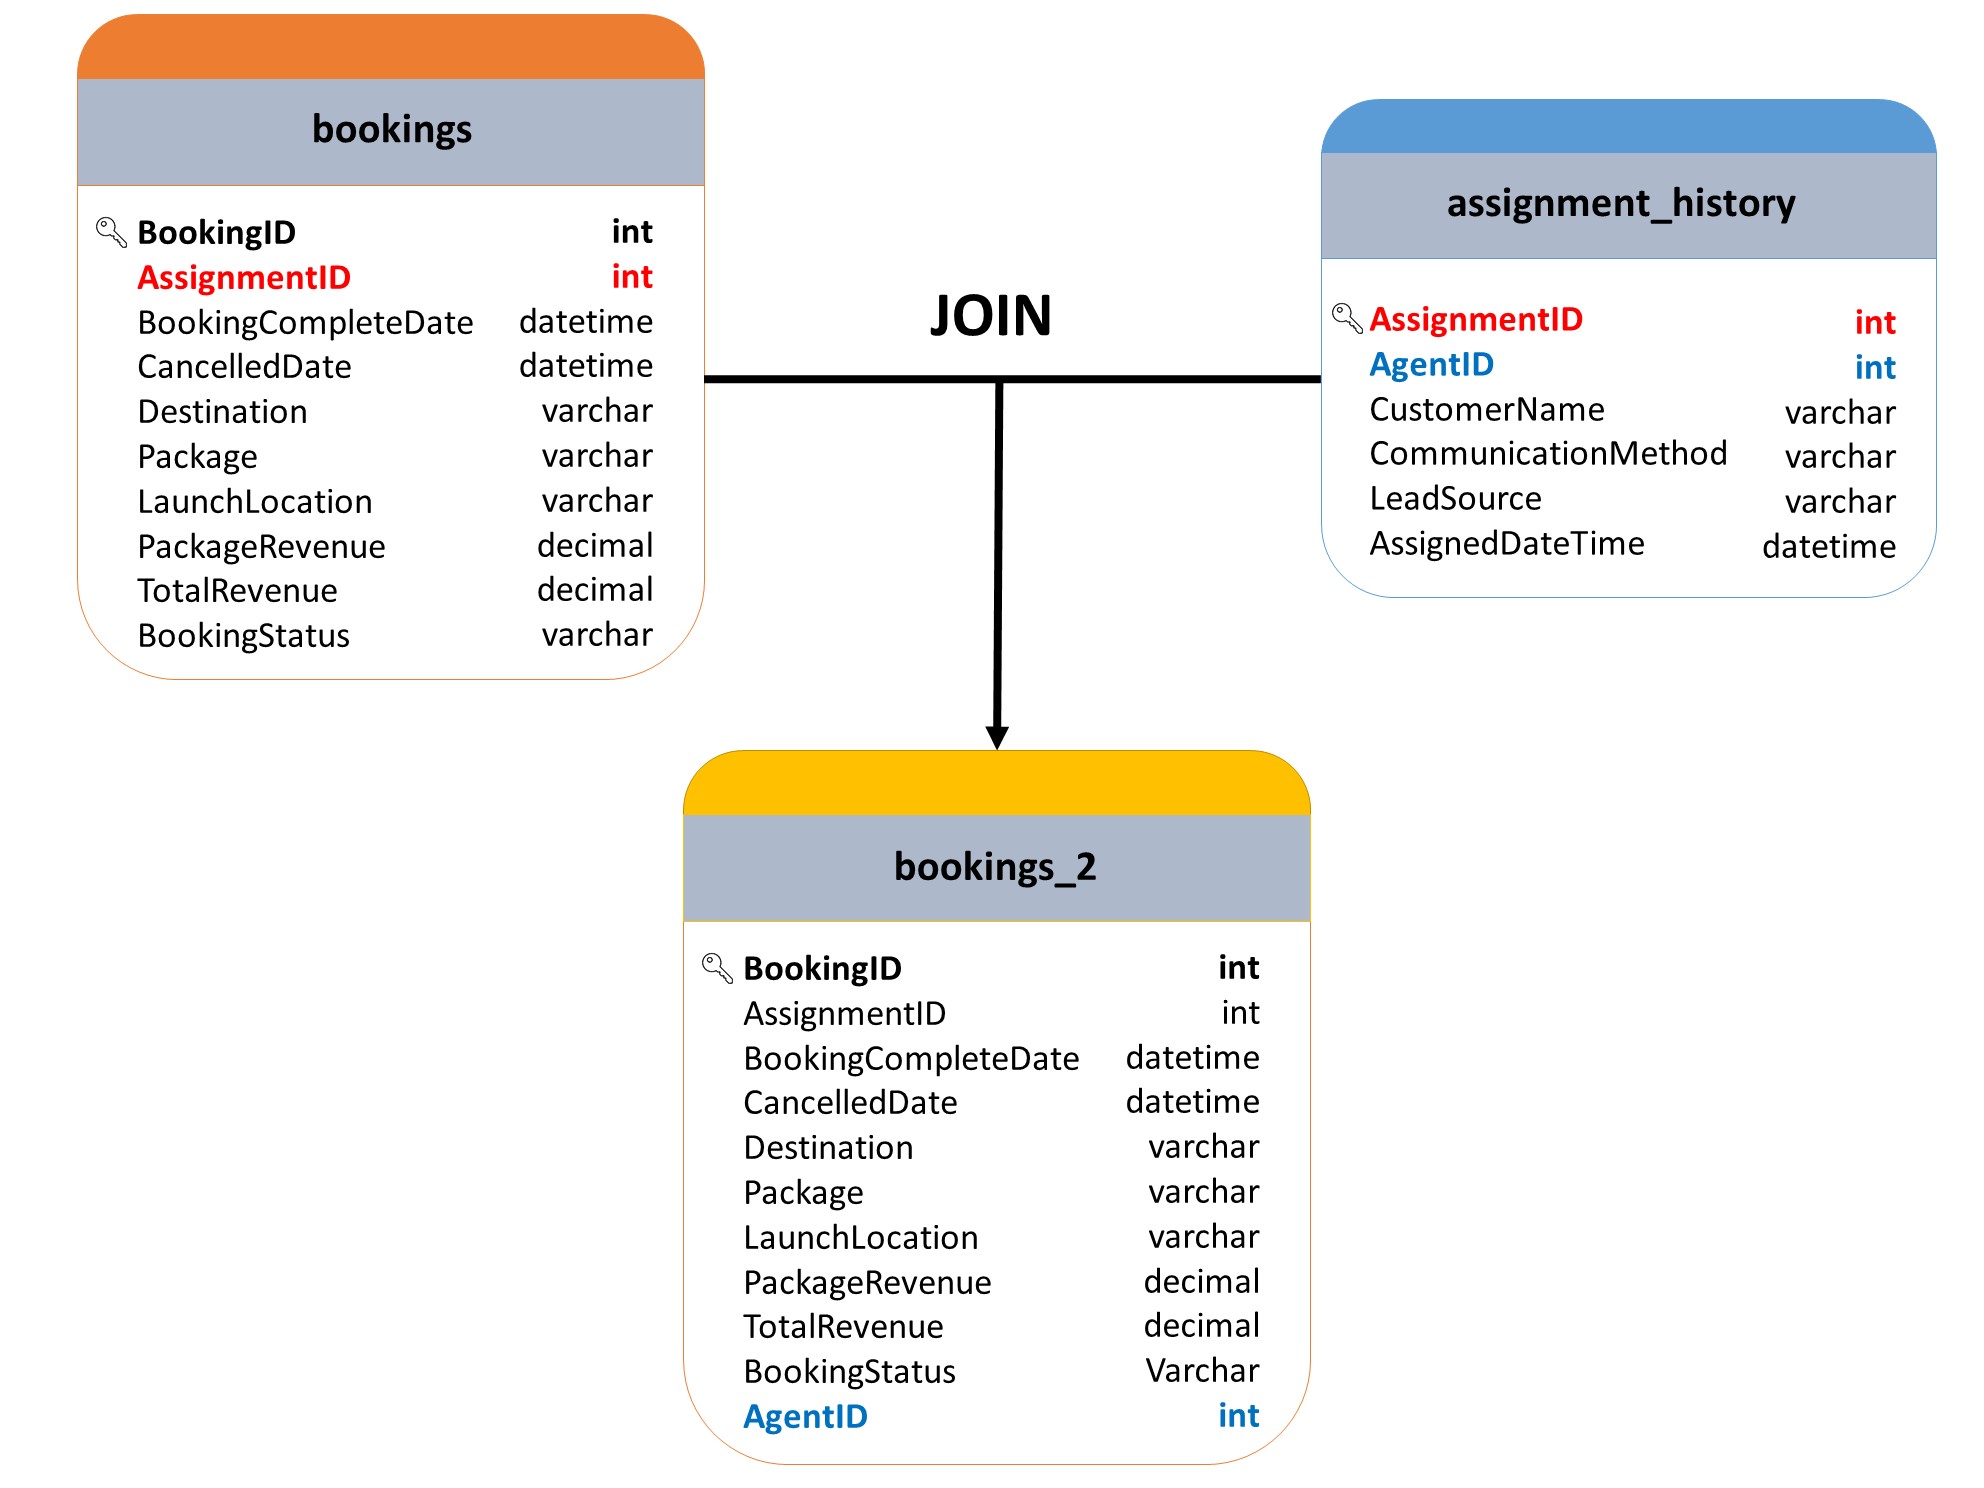 bookings
BookingID int
AssignmentID int
BookingCompleteDate datetime
CancelledDate datetime
Destination varchar
Package varchar
LaunchLocation varchar
PackageRevenue decimal
TotalRevenue decimal
BookingStatus varchar
JOIN
assignment_history
AssignmentID int
AgentID int
CustomerName varchar
CommunicationMethod varchar
LeadSource varchar
AssignedDateTime datetime
bookings_2
BookingID int
AssignmentID int
BookingCompleteDate datetime
CancelledDate datetime
Destination varchar
Package varchar
LaunchLocation varchar
PackageRevenue decimal
TotalRevenue decimal
BookingStatus Varchar
AgentID int